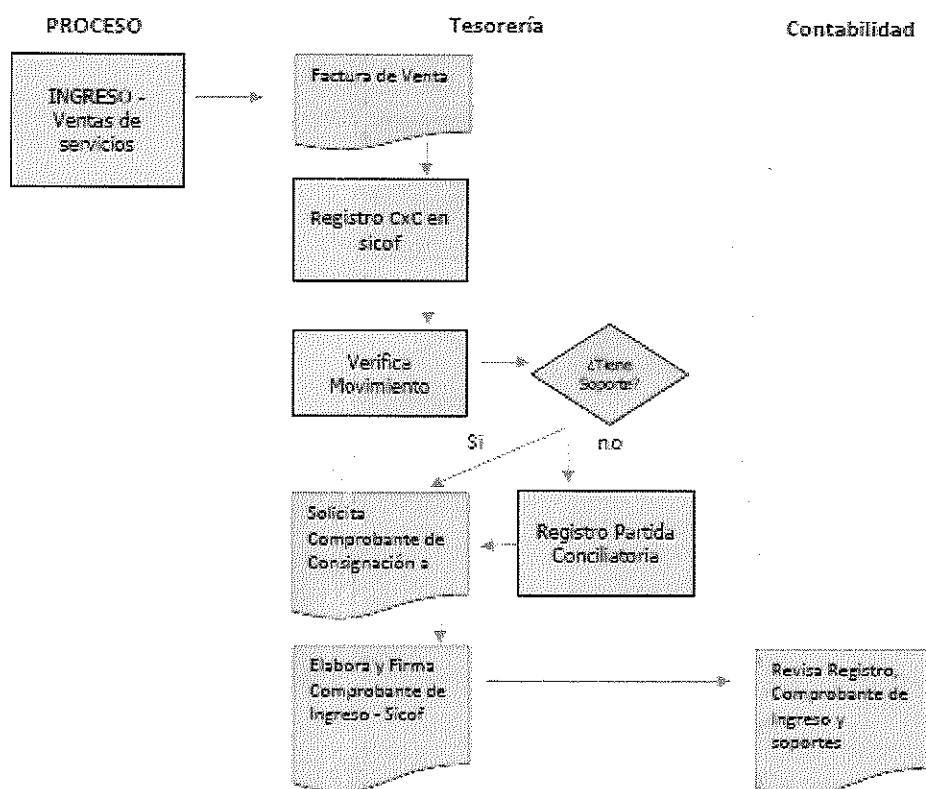 PROCESO
Tesorería
Contabilidad
INGRESO -
Ventas de
servicios
Factura de Venta
Registro CxC en
sicof
Verifica
Movimiento
¿Tiene
Soporte?
Si
no
Solicita
Comprobante de
Consignación a
Registro Partida
Conciliatoria
Elabora y Firma
Comprobante de
Ingreso - Sicof
Revisa Registro,
Comprobante de
Ingreso y
soportes